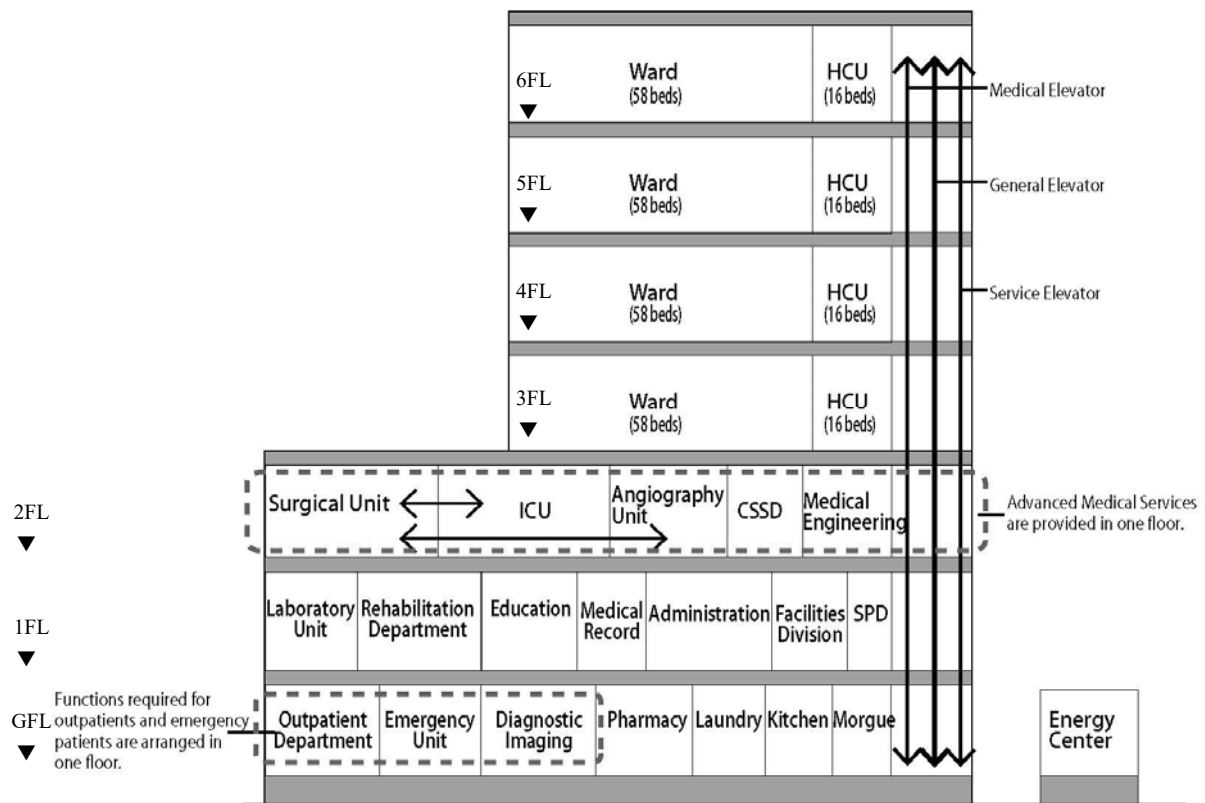 6FL
Ward
(58 beds)
HCU
(16 beds)
Medical Elevator
5FL
Ward
(58 beds)
HCU
(16 beds)
General Elevator
4FL
Ward
(58 beds)
HCU
(16 beds)
Service Elevator
3FL
Ward
(58 beds)
HCU
(16 beds)
2FL
Surgical Unit
ICU
Angiography
Unit
CSSD
Medical
Engineering
Advanced Medical Services
are provided in one floor.
1FL
Laboratory
Unit
Rehabilitation
Department
Education
Medical
Record
Administration
Facilities
Division
SPD
GFL
Functions required for
outpatients and emergency
patients are arranged in
one floor.
Outpatient
Department
Emergency
Unit
Diagnostic
Imaging
Pharmacy
Laundry
Kitchen
Morgue
Energy
Center